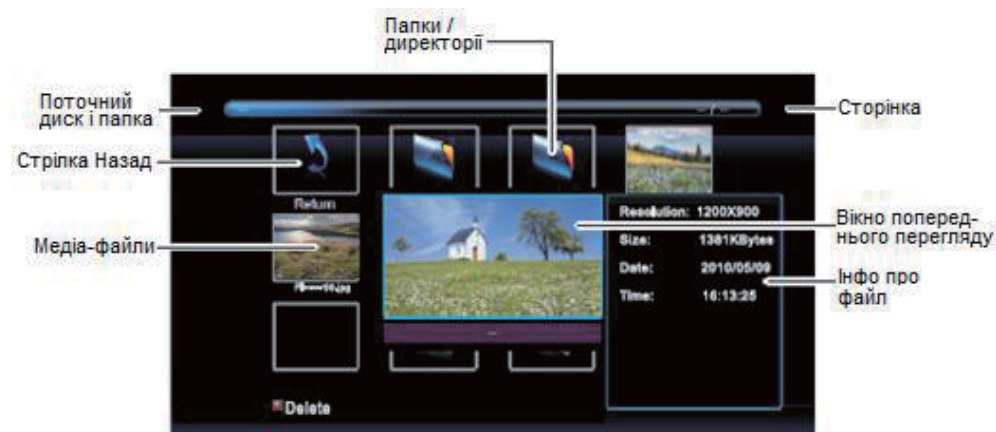 Папки /
директорії
Поточний
диск і папка
Сторінка
Стрілка Назад
Return
Resolution: 1200X900
Size: 1381KBytes
Date: 2010/05/09
Time: 16:13:25
Вікно поперед-
нього перегляду
Медіа-файли
Інфо про
файл
Delete